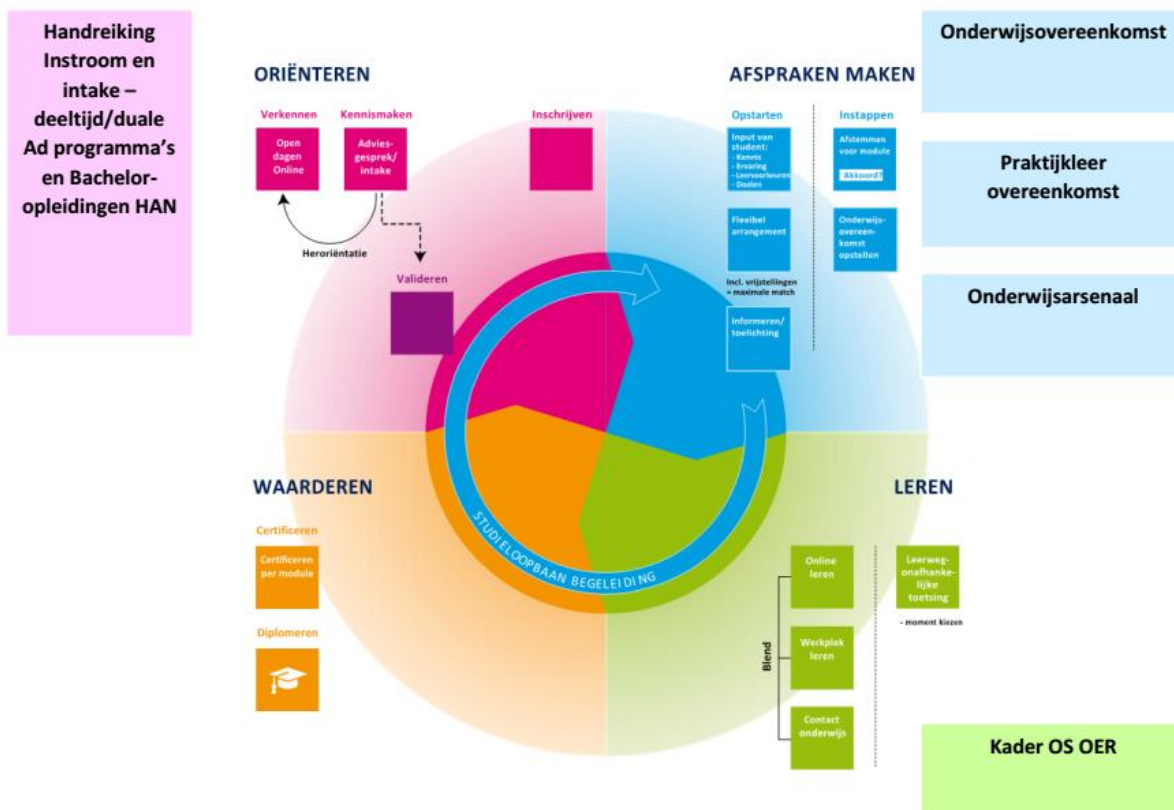 Handreiking
Instroom en
intake –
deeltijd/duale
Ad programma's
en Bachelor-
opleidingen HAN
ORIËNTEREN
Verkennen
Open
dagen
Online
Kennismaken
Advies-
gesprek/
intake
Heroriëntatie
Inschrijven
Valideren
AFSPRAKEN MAKEN
Opstarten
Input van
student:
- Kennis
- Ervaring
- Leervoorkeuren
- Doelen
Flexibel
arrangement
Incl. vrijstellingen
= maximale match
Informeren/
toelichting
Instappen
Afstamman
voor module
Akkoord?
Onderwijs-
overeen-
komst
opstellen
Onderwijsovereenkomst
Praktijkleer
overeenkomst
Onderwijsarsenaal
STUDIELOOPBAAN BEGELEIDING
WAARDEREN
Certificeren
Certificeren
per module
Diplomeren
LEREN
Blend
Online
leren
Werkplek
leren
Contact
onderwijs
Leerweg-
onafhanke-
lijke
toetsing
- moment kiezen
Kader OS OER